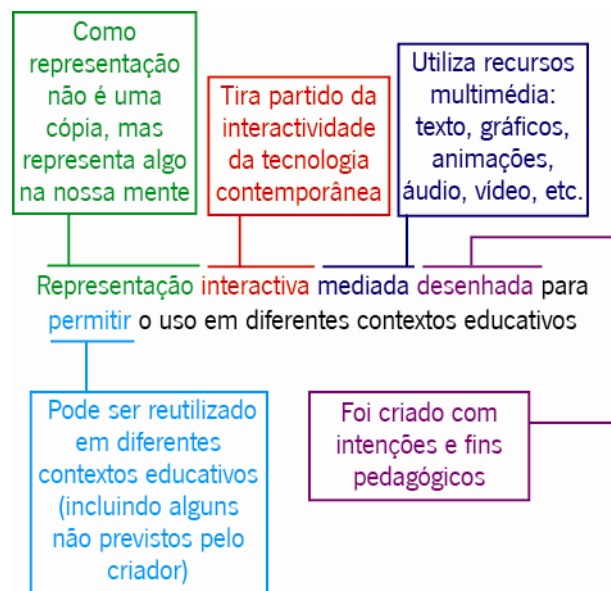 Como
representação
não é uma
cópia, mas
representa algo
na nossa mente
Tira partido da
interactividade
da tecnologia
contemporânea
Utiliza recursos
multimédia:
texto, gráficos,
animações,
áudio, vídeo, etc.
Representação interactiva mediada desenhada para
permitir o uso em diferentes contextos educativos
Pode ser reutilizado
em diferentes
contextos educativos
(incluindo alguns
não previstos pelo
criador)
Foi criado com
intenções e fins
pedagógicos